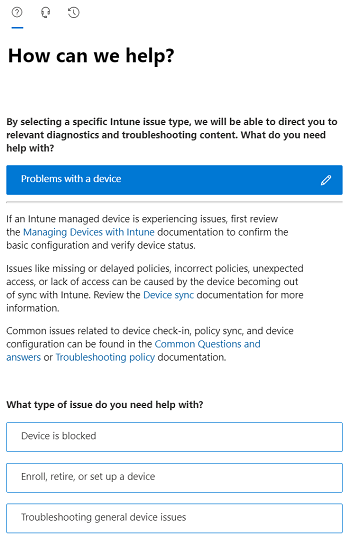 How can we help?
By selecting a specific Intune issue type, we will be able to direct you to
relevant diagnostics and troubleshooting content. What do you need
help with?
Problems with a device
If an Intune managed device is experiencing issues, first review
the Managing Devices with Intune documentation to confirm the
basic configuration and verify device status.
Issues like missing or delayed policies, incorrect policies, unexpected
access, or lack of access can be caused by the device becoming out
of sync with Intune. Review the Device sync documentation for more
information.
Common issues related to device check-in, policy sync, and device
configuration can be found in the Common Questions and
answers or Troubleshooting policy documentation.
What type of issue do you need help with?
Device is blocked
Enroll, retire, or set up a device
Troubleshooting general device issues